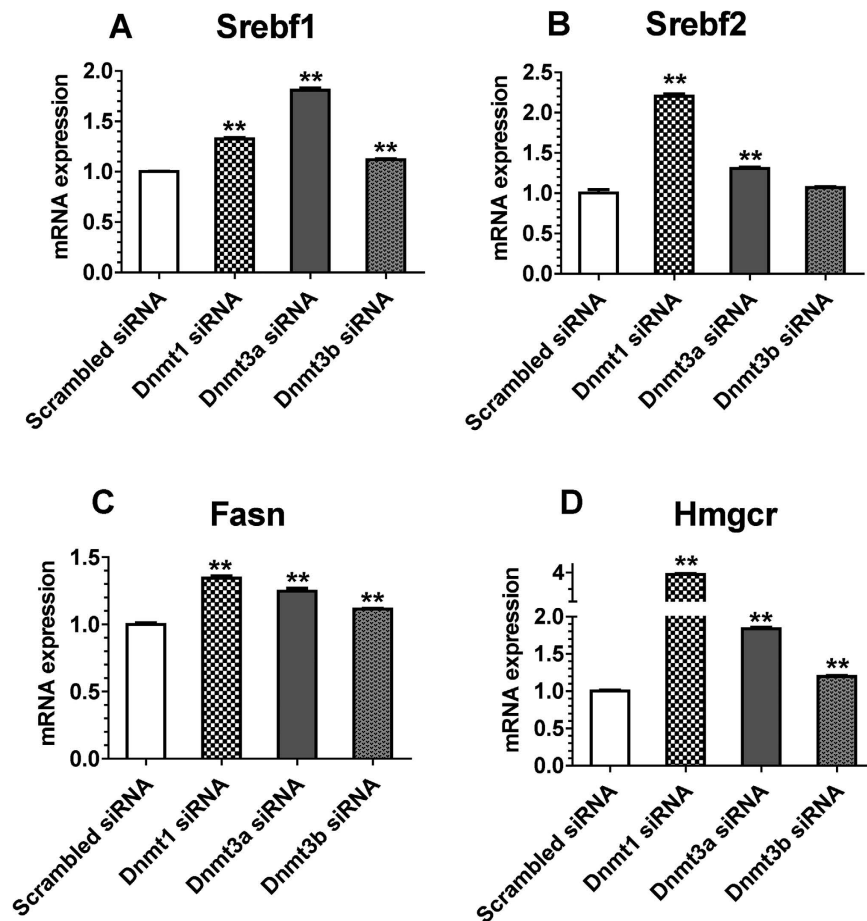 A Srebf1
mRNA expression
2.0
1.5
1.0
0.5
0.0
**
**
**
Scrambled siRNA
Dnmt1 siRNA
Dnmt3a siRNA
Dnmt3b siRNA
B Srebf2
mRNA expression
2.5
2.0
1.5
1.0
0.5
0.0
**
**
Scrambled siRNA
Dnmt1 siRNA
Dnmt3a siRNA
Dnmt3b siRNA
C Fasn
mRNA expression
1.5
1.0
0.5
0.0
**
**
**
Scrambled siRNA
Dnmt1 siRNA
Dnmt3a siRNA
Dnmt3b siRNA
D Hmgcr
mRNA expression
4
2.0
1.5
1.0
0.5
0.0
**
**
**
Scrambled siRNA
Dnmt1 siRNA
Dnmt3a siRNA
Dnmt3b siRNA